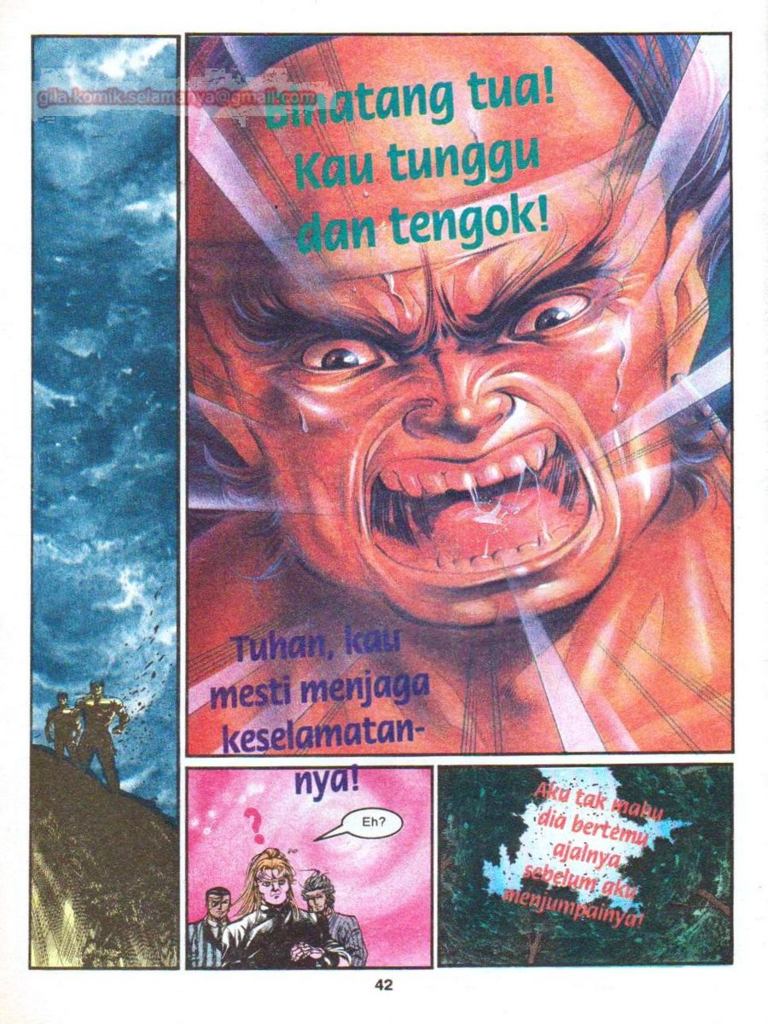 gila.komik.selamanya@gmail.com
Binatang tua!
Kau tunggu
dan tengok!
Tuhan, kau
mesti menjaga
keselamatan-
nya!
?
Eh?
Aku tak mahu
dia bertemu
ajalnya
sebelum aku
menjumpainya!
42